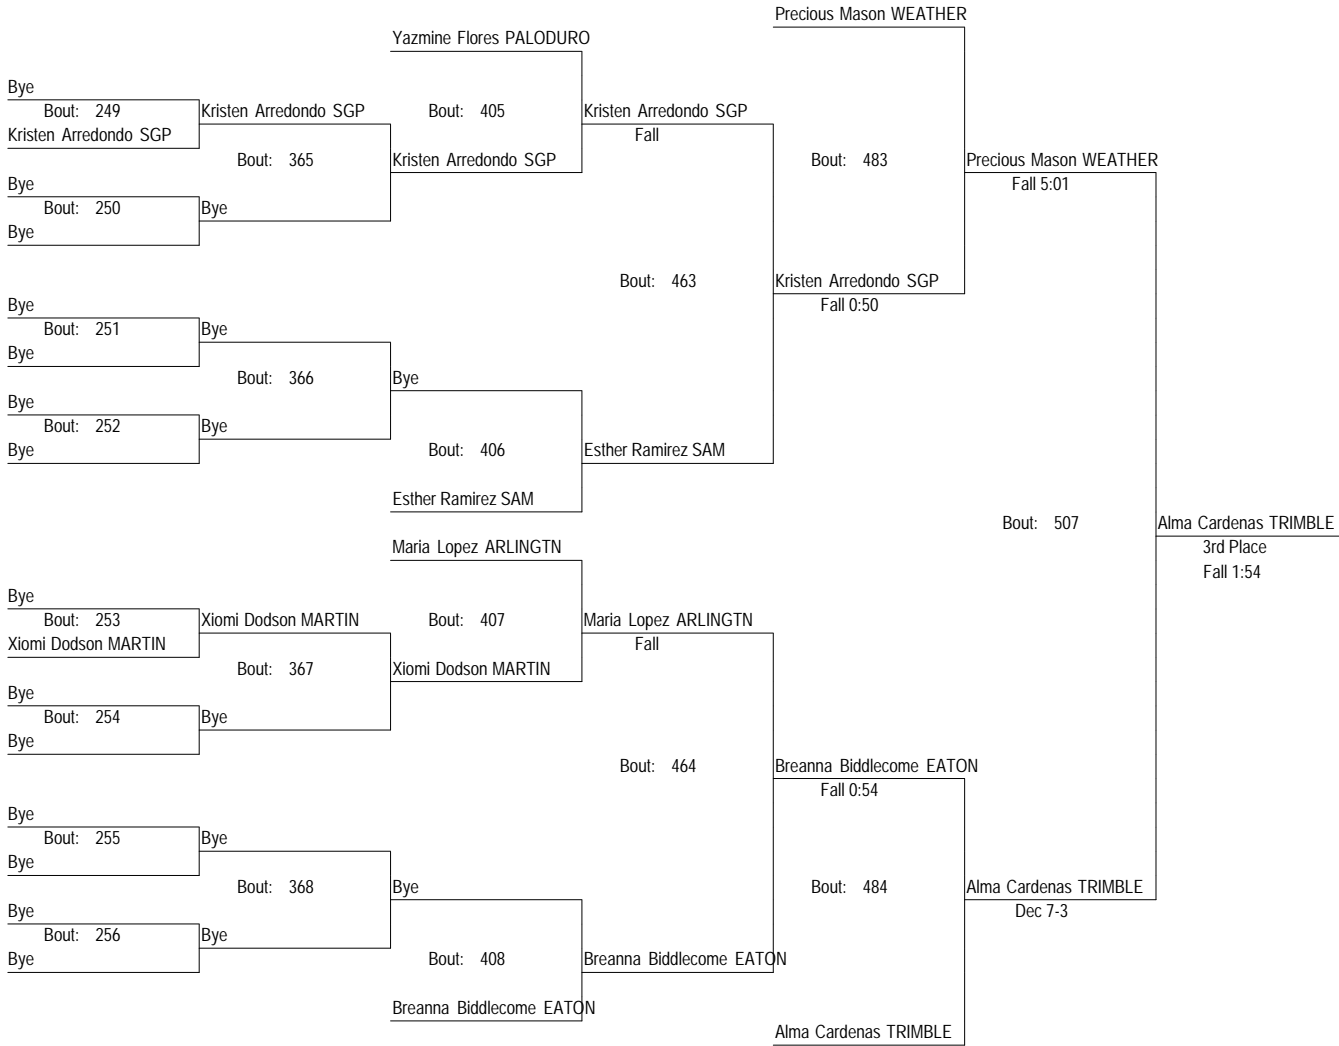 Precious Mason WEATHER
Yazmine Flores PALODURO
Bye
Bout: 249
Kristen Arredondo SGP
Bout: 405
Kristen Arredondo SGP
Kristen Arredondo SGP
Fall
Bout: 365
Kristen Arredondo SGP
Bout: 483
Precious Mason WEATHER
Fall 5:01
Bye
Bout: 250
Bye
Bye
Bout: 463
Kristen Arredondo SGP
Fall 0:50
Bye
Bout: 251
Bye
Bye
Bout: 366
Bye
Bye
Bout: 252
Bye
Bye
Bout: 406
Esther Ramirez SAM
Esther Ramirez SAM
Bout: 507
Alma Cardenas TRIMBLE
3rd Place
Fall 1:54
Maria Lopez ARLINGTN
Bye
Bout: 253
Xiomi Dodson MARTIN
Bout: 407
Maria Lopez ARLINGTN
Xiomi Dodson MARTIN
Fall
Bout: 367
Xiomi Dodson MARTIN
Bye
Bout: 254
Bye
Bye
Bout: 464
Breanna Biddlecome EATON
Fall 0:54
Bye
Bout: 255
Bye
Bye
Bout: 368
Bye
Bout: 484
Alma Cardenas TRIMBLE
Dec 7-3
Bye
Bout: 256
Bye
Bye
Bout: 408
Breanna Biddlecome EATON
Breanna Biddlecome EATON
Alma Cardenas TRIMBLE